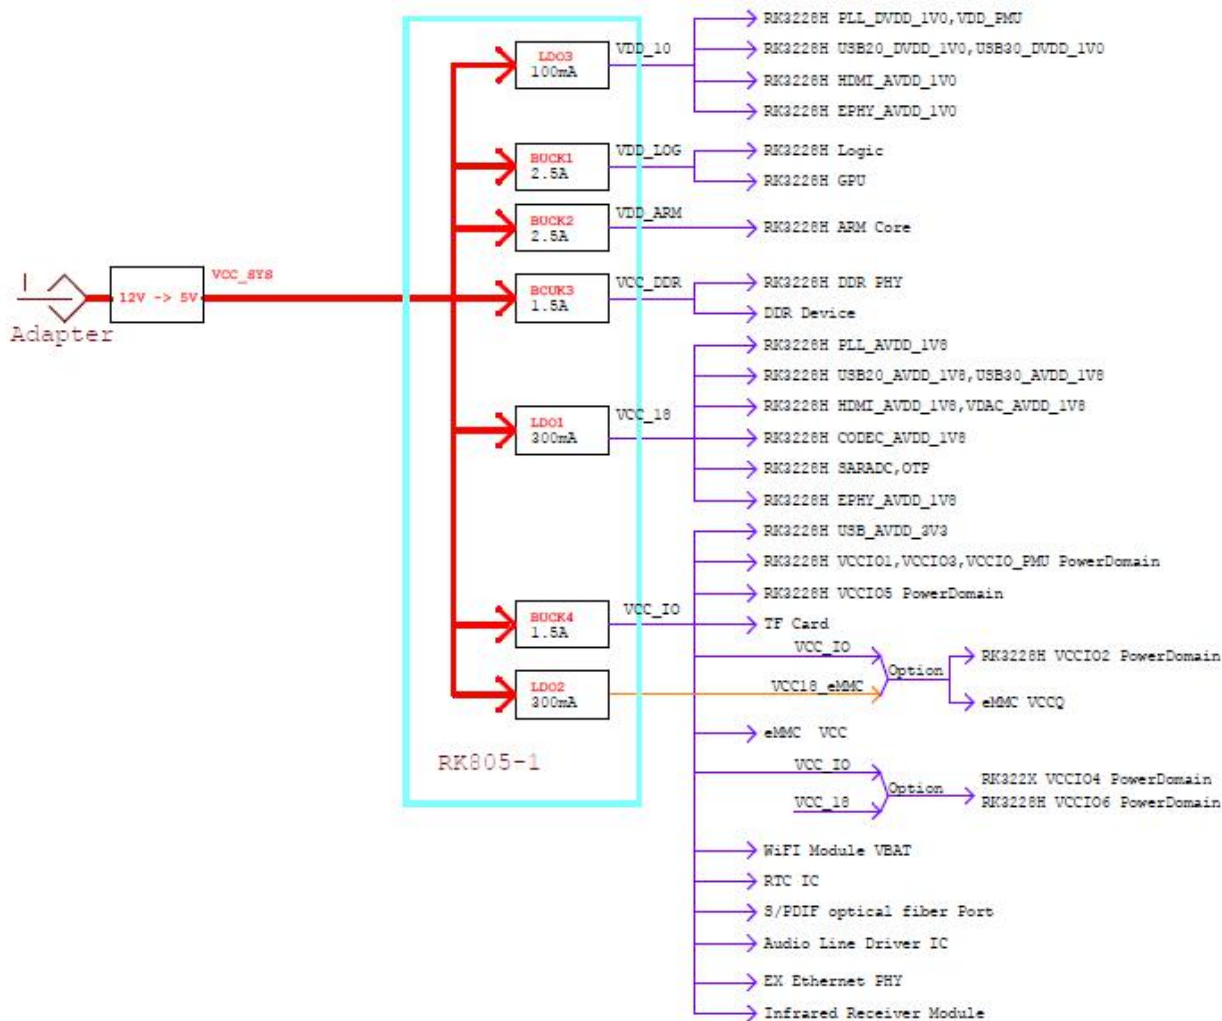 Adapter
12V -> 5V
VCC_SYS
RK805-1
LDO3
100mA
VDD_10
RK3228H PLL_DVDD_1V0,VDD_PMU
RK3228H USB20_DVDD_1V0,USB30_DVDD_1V0
RK3228H HDMI_AVDD_1V0
RK3228H EPHY_AVDD_1V0
BUCK1
2.5A
VDD_LOG
RK3228H Logic
RK3228H GPU
BUCK2
2.5A
VDD_ARM
RK3228H ARM Core
BCUK3
1.5A
VCC_DDR
RK3228H DDR PHY
DDR Device
LDO1
300mA
VCC_18
RK3228H PLL_AVDD_1V8
RK3228H USB20_AVDD_1V8,USB30_AVDD_1V8
RK3228H HDMI_AVDD_1V8,VDAC_AVDD_1V8
RK3228H CODEC_AVDD_1V8
RK3228H SARADC,OTP
RK3228H EPHY_AVDD_1V8
BUCK4
1.5A
VCC_IO
RK3228H USB_AVDD_3V3
RK3228H VCCIO1,VCCIO3,VCCIO_PMU PowerDomain
RK3228H VCCIO5 PowerDomain
TF Card
LDO2
300mA
VCC_IO
VCC18_eMMC
Option
RK3228H VCCIO2 PowerDomain
eMMC VCCQ
eMMC VCC
VCC_IO
VCC_18
Option
RK322X VCCIO4 PowerDomain
RK3228H VCCIO6 PowerDomain
WiFI Module VBAT
RTC IC
S/PDIF optical fiber Port
Audio Line Driver IC
EX Ethernet PHY
Infrared Receiver Module